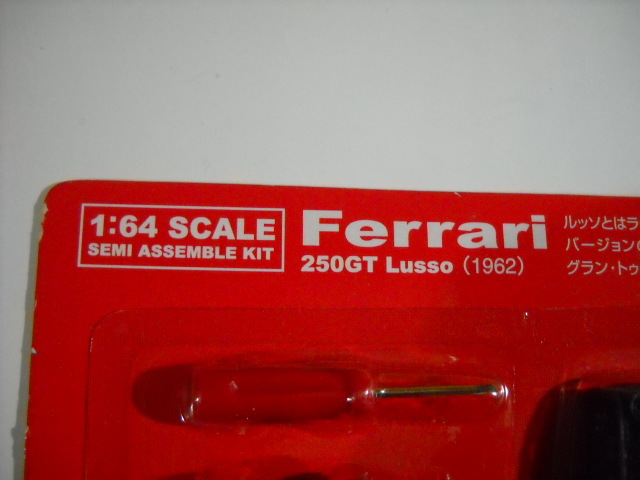 1:64 SCALE
SEMI ASSEMBLE KIT
Ferrari
250GT Lusso (1962)
ルッソとはラ
バージョン
グラン・トゥ